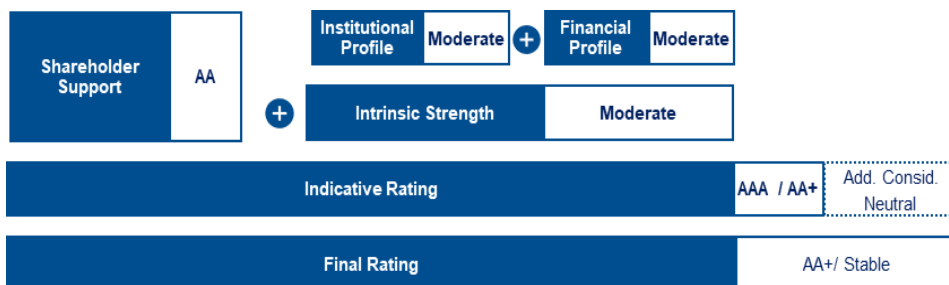 Shareholder
Support
AA
+
Institutional
Profile
Moderate
+
Financial
Profile
Moderate
Intrinsic Strength
Moderate
Indicative Rating
AAA / AA+
Add. Consid.
Neutral
Final Rating
AA+/ Stable